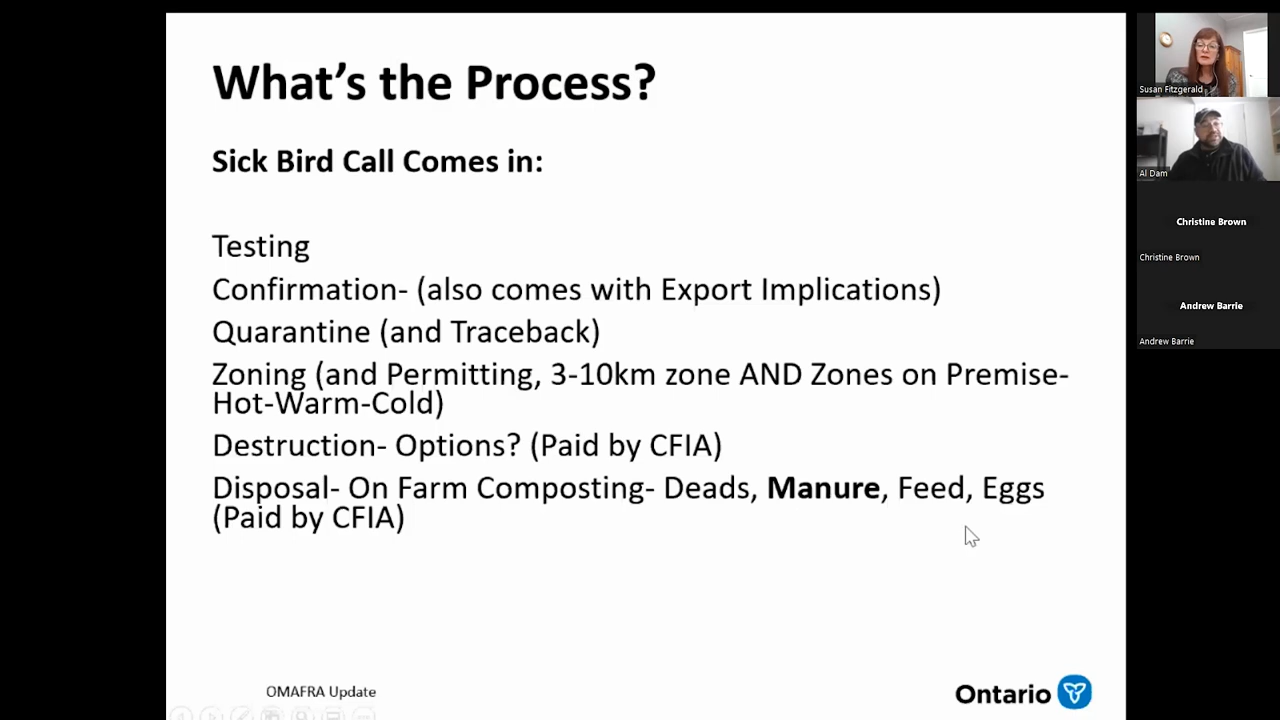 What's the Process?
Sick Bird Call Comes in:
Testing
Confirmation- (also comes with Export Implications)
Quarantine (and Traceback)
Zoning (and Permitting, 3-10km zone AND Zones on Premise-
Hot-Warm-Cold)
Destruction- Options? (Paid by CFIA)
Disposal- On Farm Composting- Deads, Manure, Feed, Eggs
(Paid by CFIA)
OMAFRA Update
Ontario
Susan Fitzgerald
Al Dam
Christine Brown
Christine Brown
Andrew Barrie
Andrew Barrie